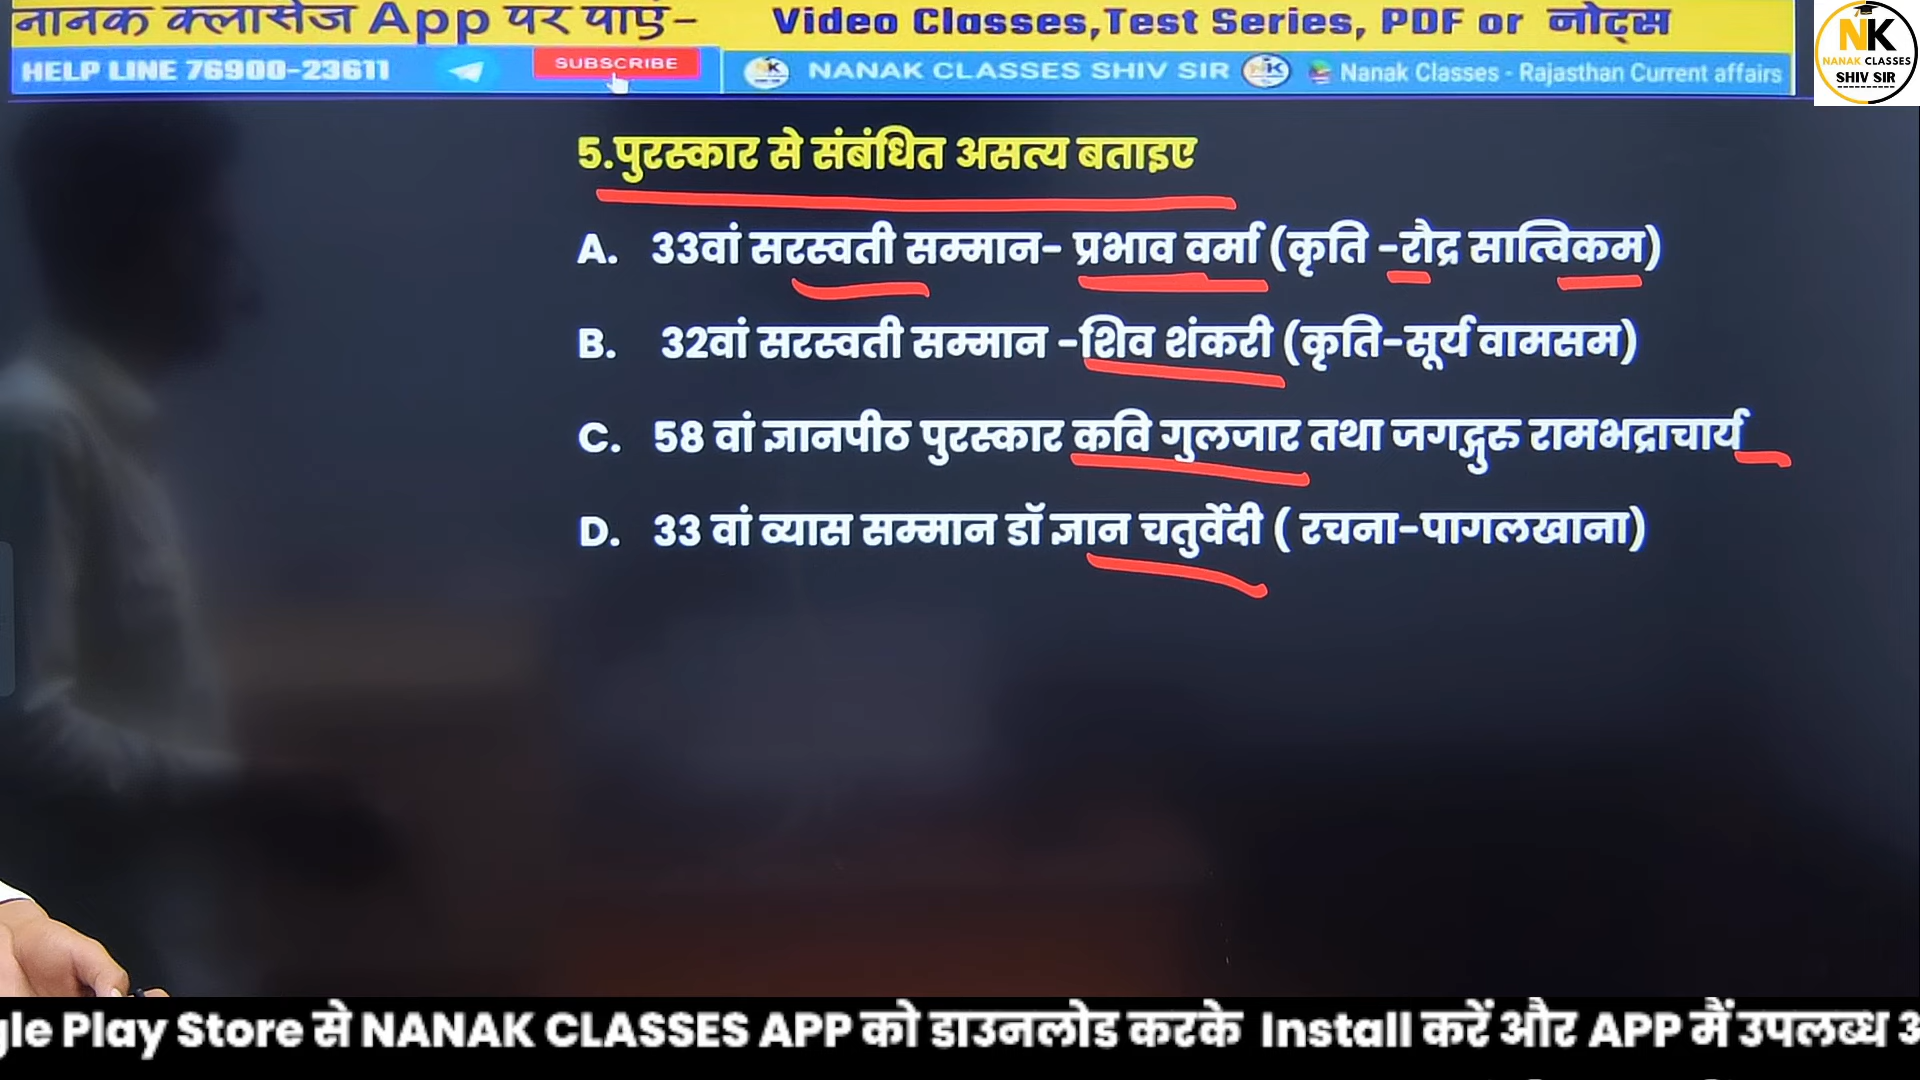 नानक क्लासेज App पर पाएं- Video Classes,Test Series, PDF or नोट्स
HELP LINE 76900-23611 SUBSCRIBE NANAK CLASSES SHIV SIR Nanak Classes - Rajasthan Current affairs
NK
NANAK CLASSES
SHIV SIR
5.पुरस्कार से संबंधित असत्य बताइए
A. 33वां सरस्वती सम्मान- प्रभाव वर्मा (कृति -रौद्र सात्विकम)
B. 32वां सरस्वती सम्मान -शिव शंकरी (कृति-सूर्य वामसम)
C. 58 वां ज्ञानपीठ पुरस्कार कवि गुलजार तथा जगद्गुरु रामभद्राचार्य
D. 33 वां व्यास सम्मान डॉ ज्ञान चतुर्वेदी ( रचना-पागलखाना)
gle Play Store से NANAK CLASSES APP को डाउनलोड करके Install करें और APP मैं उपलब्ध